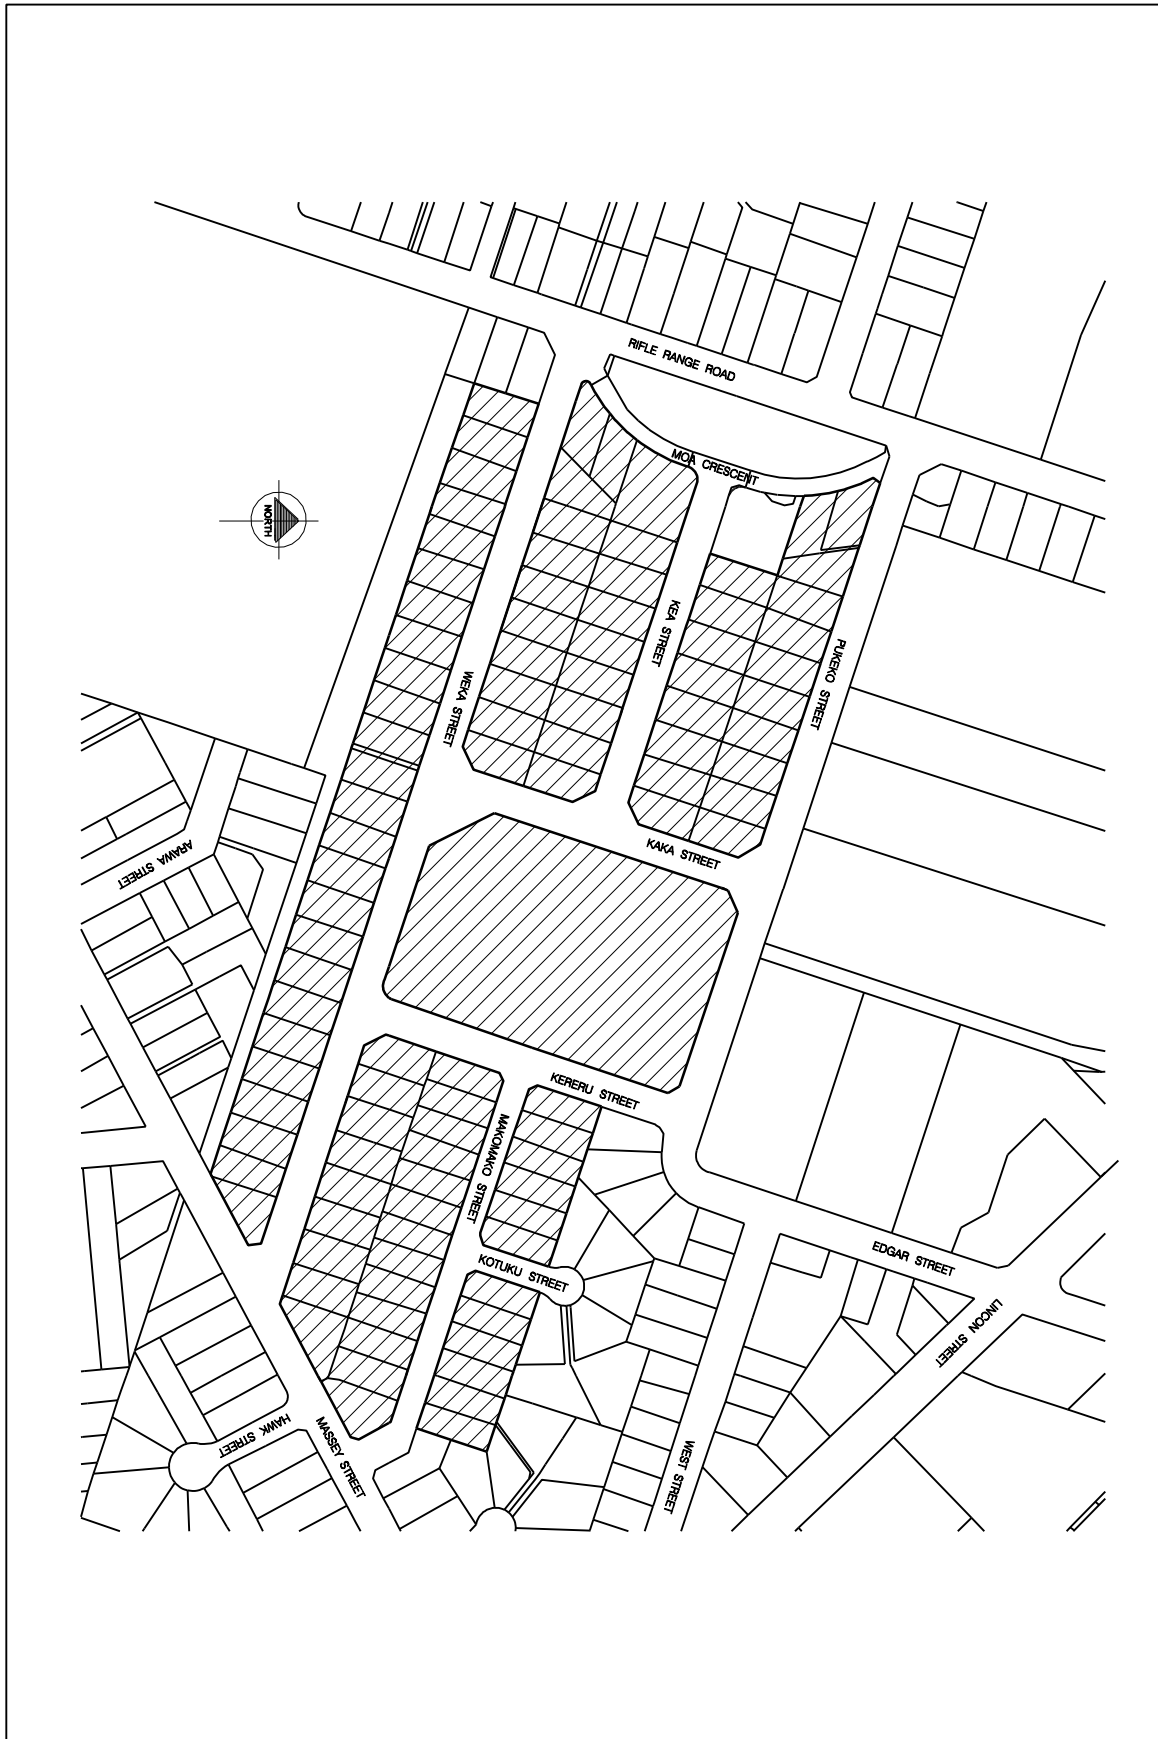 RIFLE RANGE ROAD
MOA CRESCENT
NORTH
KEA STREET
PUKEKO STREET
WEKA STREET
KAKA STREET
ARAWA STREET
KERERU STREET
MAKOMAKO STREET
KOTUKU STREET
EDGAR STREET
LINCON STREET
HAWK STREET
MASSEY STREET
WEST STREET